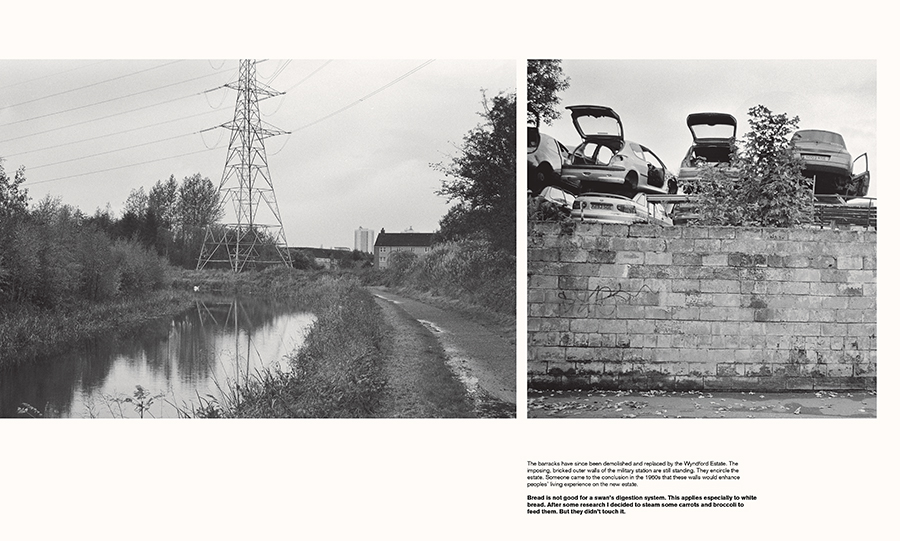 The barracks have since been demolished and replaced by the Wyndford Estate. The
imposing, bricked outer walls of the military station are still standing. They encircle the
estate. Someone came to the conclusion in the 1960s that these walls would enhance
peoples' living experience on the new estate.
Bread is not good for a swan's digestion system. This applies especially to white
bread. After some research I decided to steam some carrots and broccoli to
feed them. But they didn't touch it.